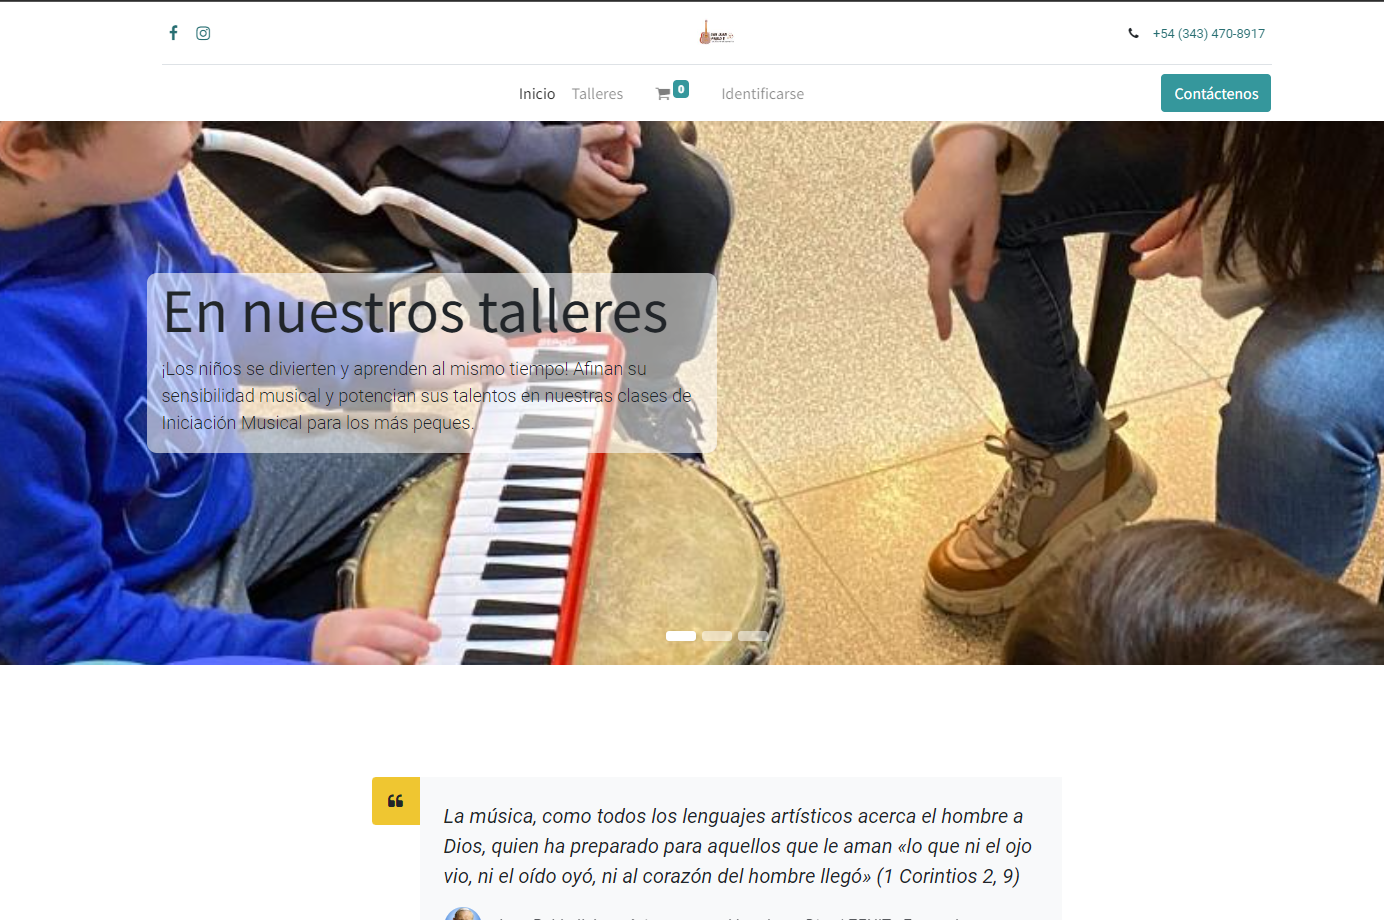 +54 (343) 470-8917
Inicio Talleres 0 Identificarse Contáctenos
En nuestros talleres
¡Los niños se divierten y aprenden al mismo tiempo! Afinan su
sensibilidad musical y potencian sus talentos en nuestras clases de
Iniciación Musical para los más peques.
La música, como todos los lenguajes artísticos acerca el hombre a
Dios, quien ha preparado para aquellos que le aman «lo que ni el ojo
vio, ni el oído oyó, ni al corazón del hombre llegó» (1 Corintios 2, 9)